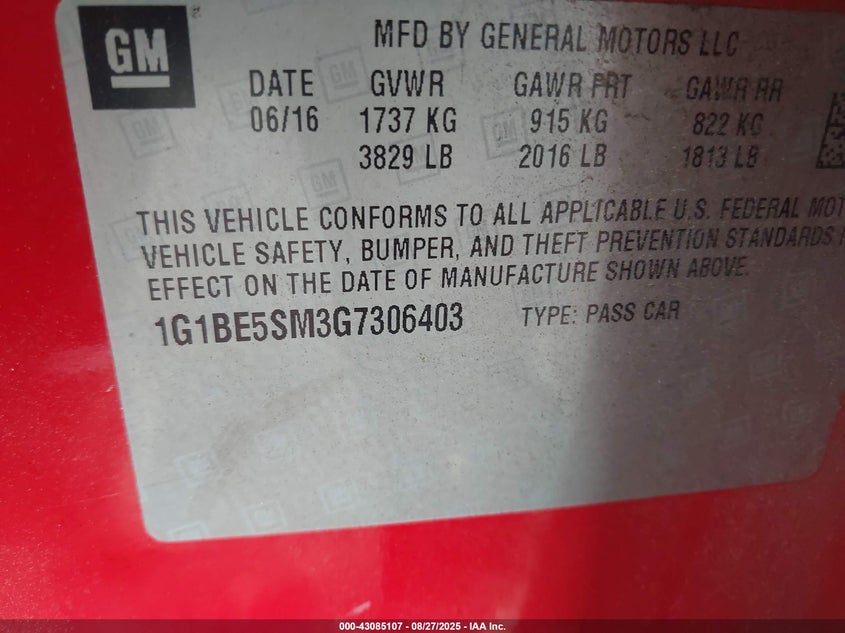 GM
MFD BY GENERAL MOTORS LLC
DATE GVWR GAWR FRT GAWR RR
06/16 1737 KG 915 KG 822 KG
3829 LB 2016 LB 1813 LB
THIS VEHICLE CONFORMS TO ALL APPLICABLE U.S. FEDERAL MOT
VEHICLE SAFETY, BUMPER, AND THEFT PREVENTION STANDARDS
EFFECT ON THE DATE OF MANUFACTURE SHOWN ABOVE.
1G1BE5SM3G7306403 TYPE: PASS CAR
000-43085107 - 08/27/2025 - IAA Inc.